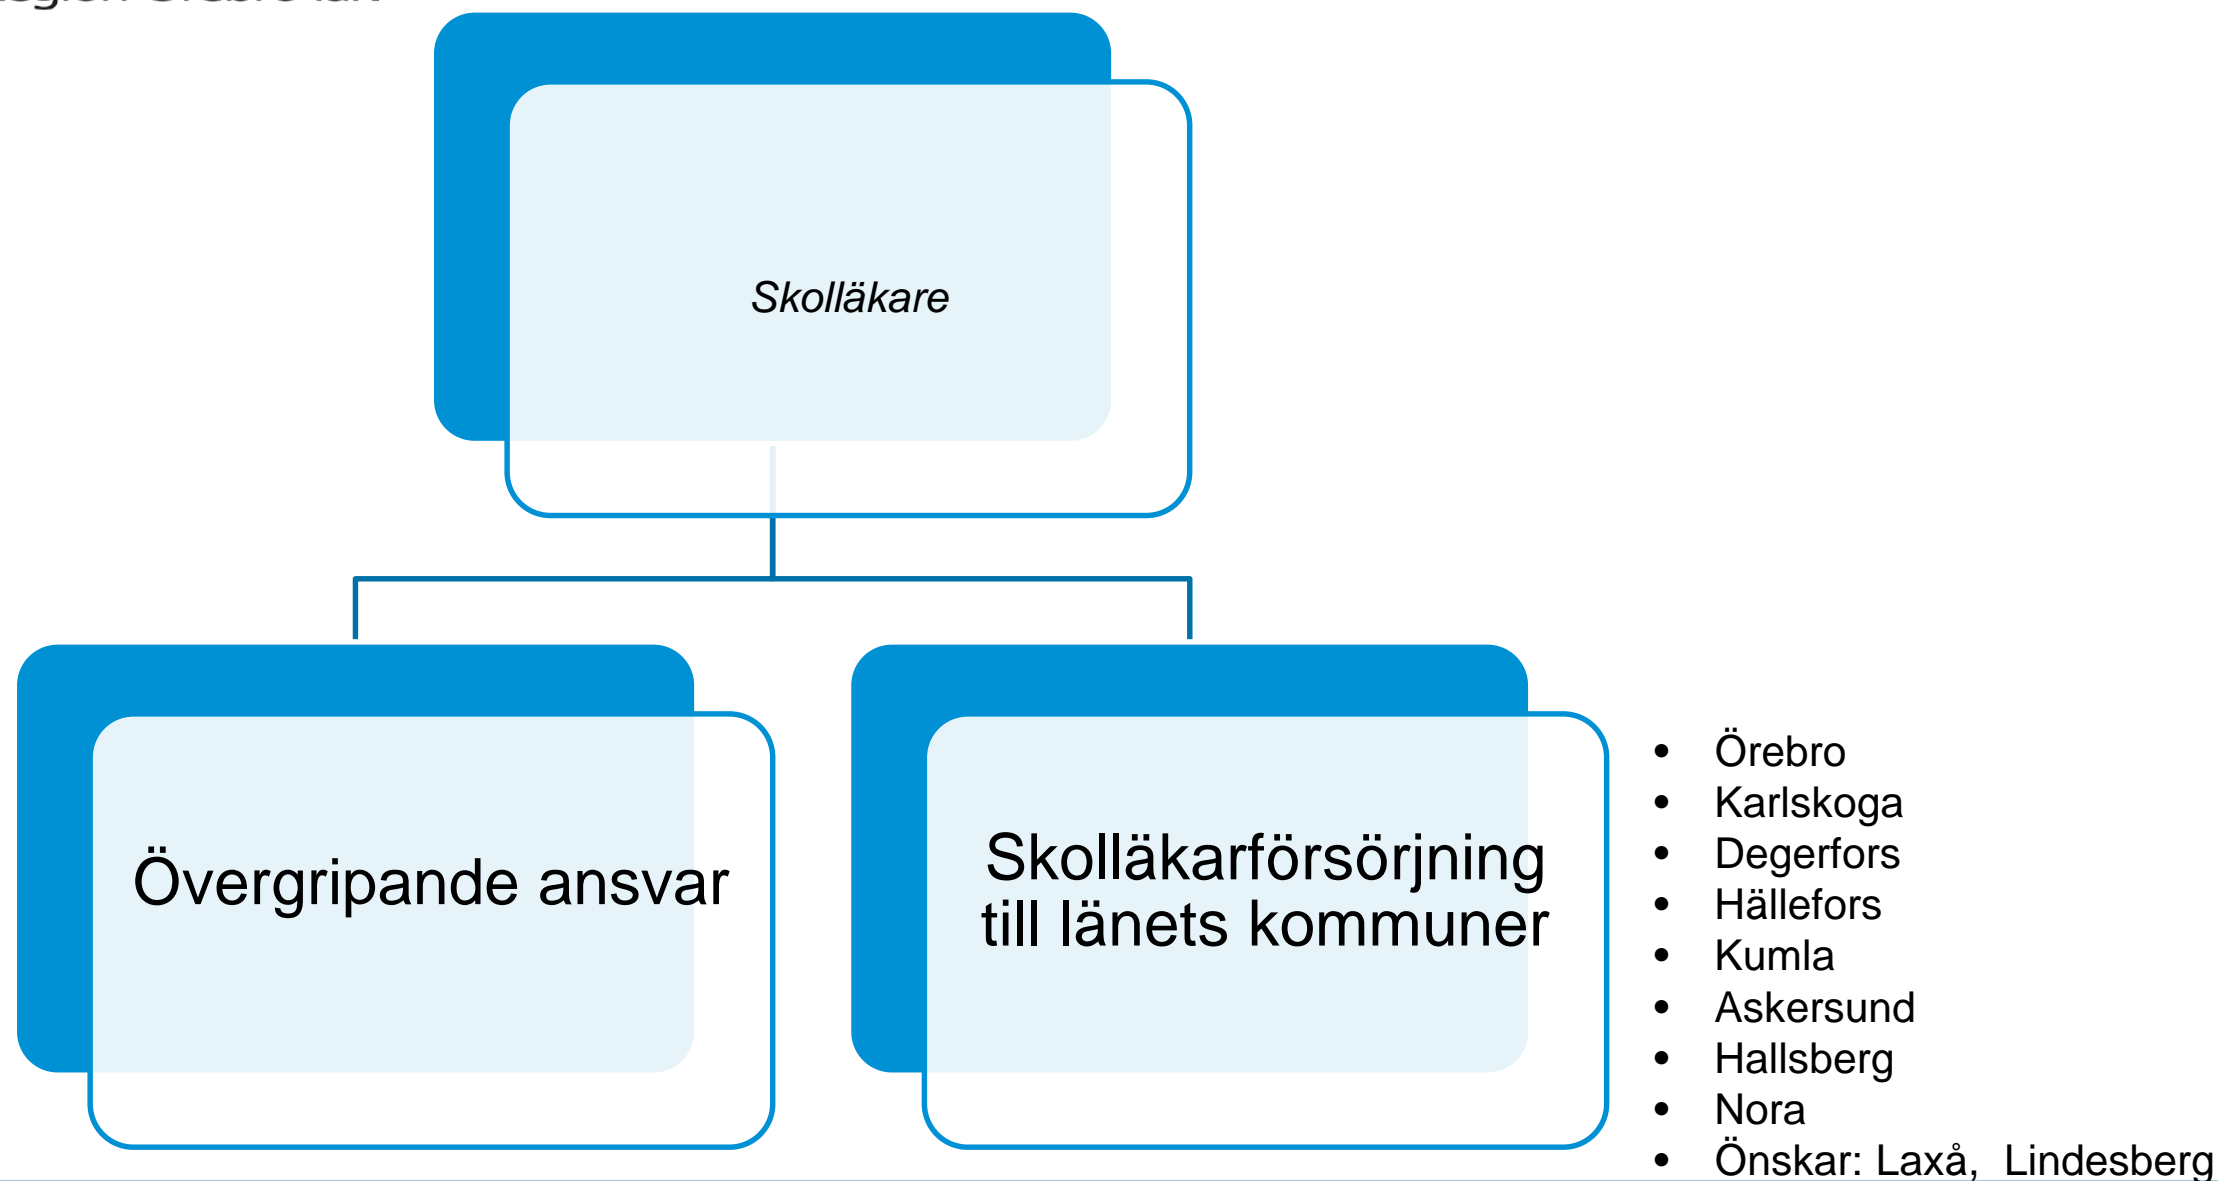 Skolläkare
Övergripande ansvar
Skolläkarförsörjning
till länets kommuner
• Örebro
• Karlskoga
• Degerfors
• Hällefors
• Kumla
• Askersund
• Hallsberg
• Nora
• Önskar: Laxå, Lindesberg